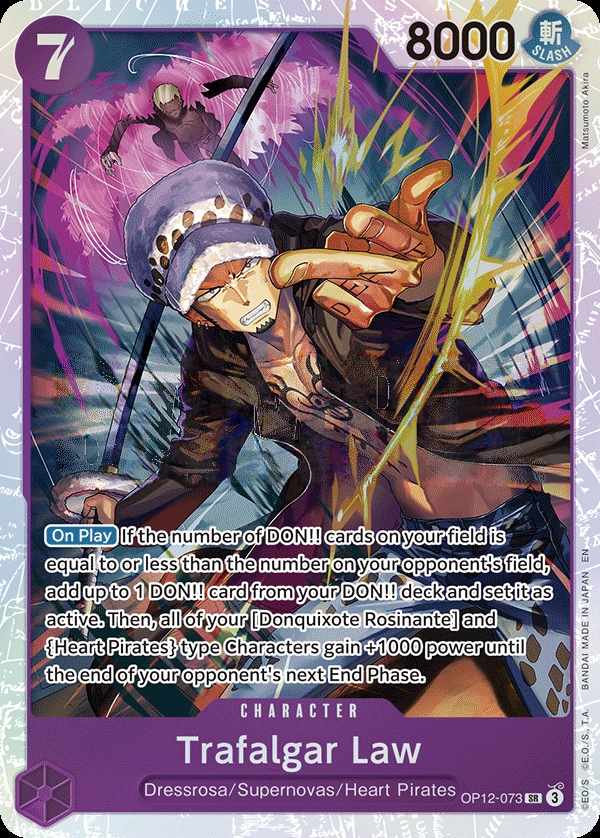 7
8000
斬
SLASH
Matsumoto Akira
On Play If the number of DON!! cards on your field is
equal to or less than the number on your opponent's field,
add up to 1 DON!! card from your DON!! deck and set it as
active. Then, all of your [Donquixote Rosinante] and
{Heart Pirates} type Characters gain +1000 power until
the end of your opponent's next End Phase.
CHARACTER
Trafalgar Law
Dressrosa/Supernovas/Heart Pirates
OP12-073 SR 3
©EO/S ©E.O./S, T.A. BANDAI MADE IN JAPAN EN